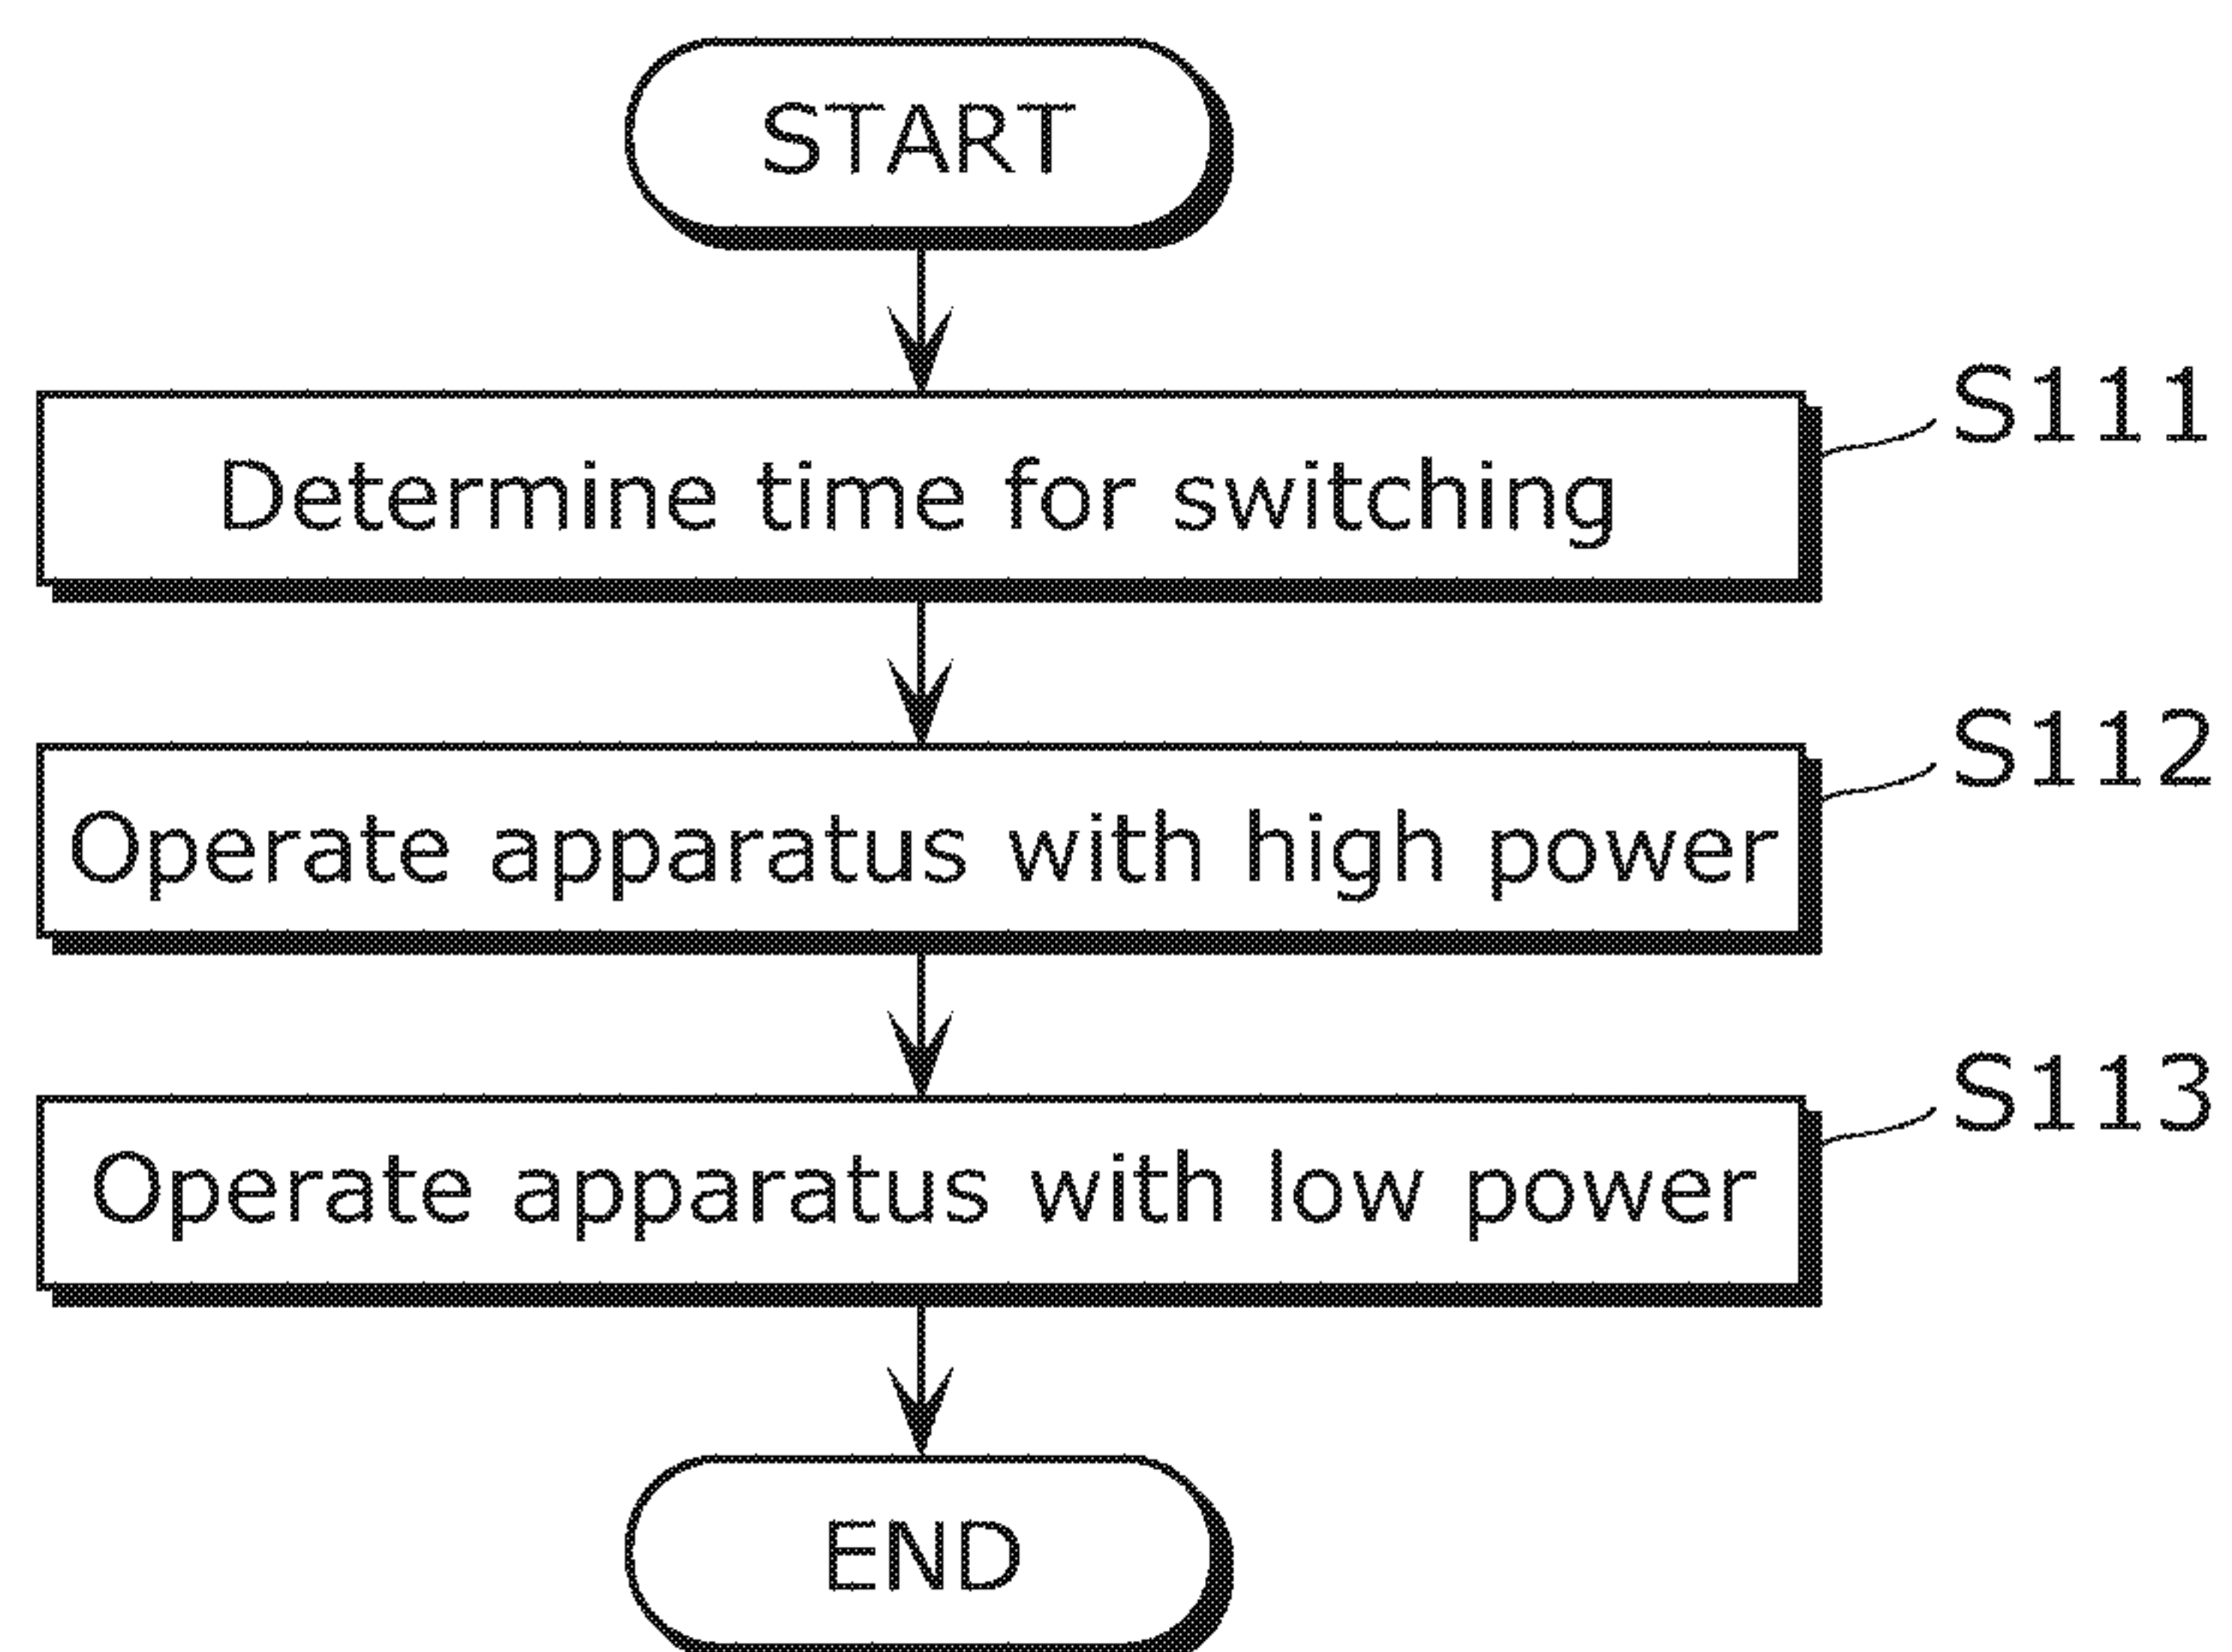 START
S111
Determine time for switching
S112
Operate apparatus with high power
S113
Operate apparatus with low power
END